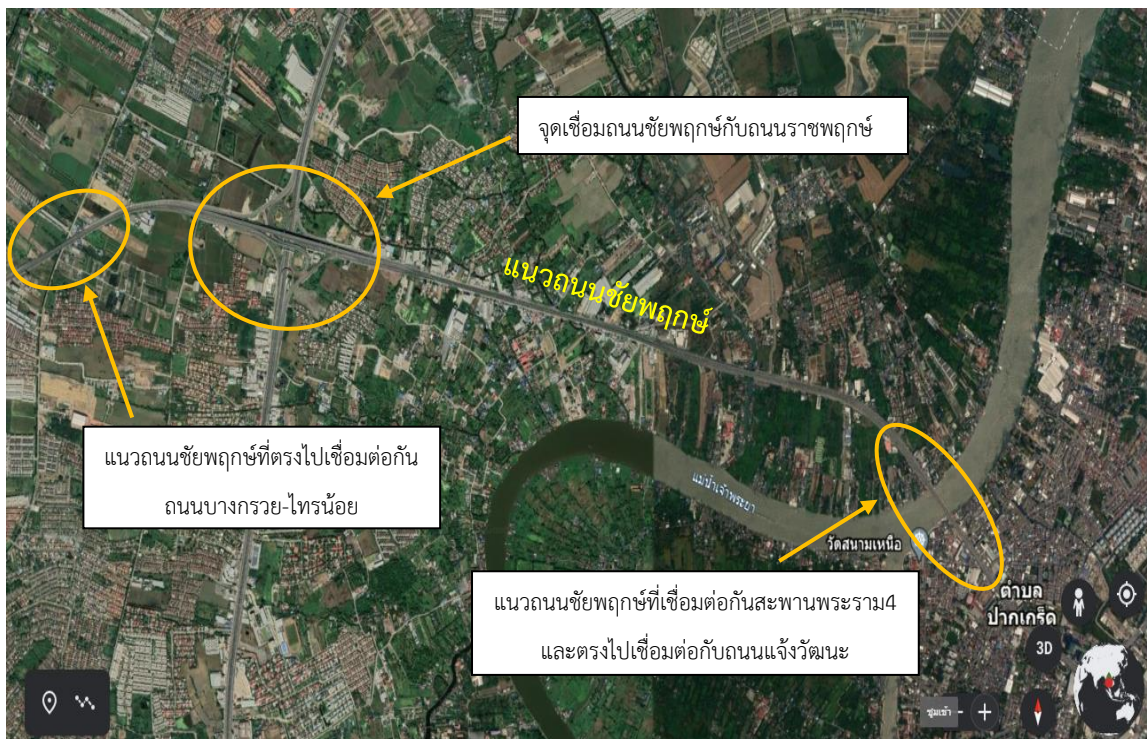 จุดเชื่อมถนนชัยพฤกษ์กับถนนราชพฤกษ์
แนวถนนชัยพฤกษ์
แนวถนนชัยพฤกษ์ที่ตรงไปเชื่อมต่อกัน
ถนนบางกรวย-ไทรน้อย
แม่น้ำเจ้าพระยา
วัดสนามเหนือ
แนวถนนชัยพฤกษ์ที่เชื่อมต่อกันสะพานพระราม4
และตรงไปเชื่อมต่อกับถนนแจ้งวัฒนะ
ตำบล
ปากเกร็ด
3D
ซูมเข้า